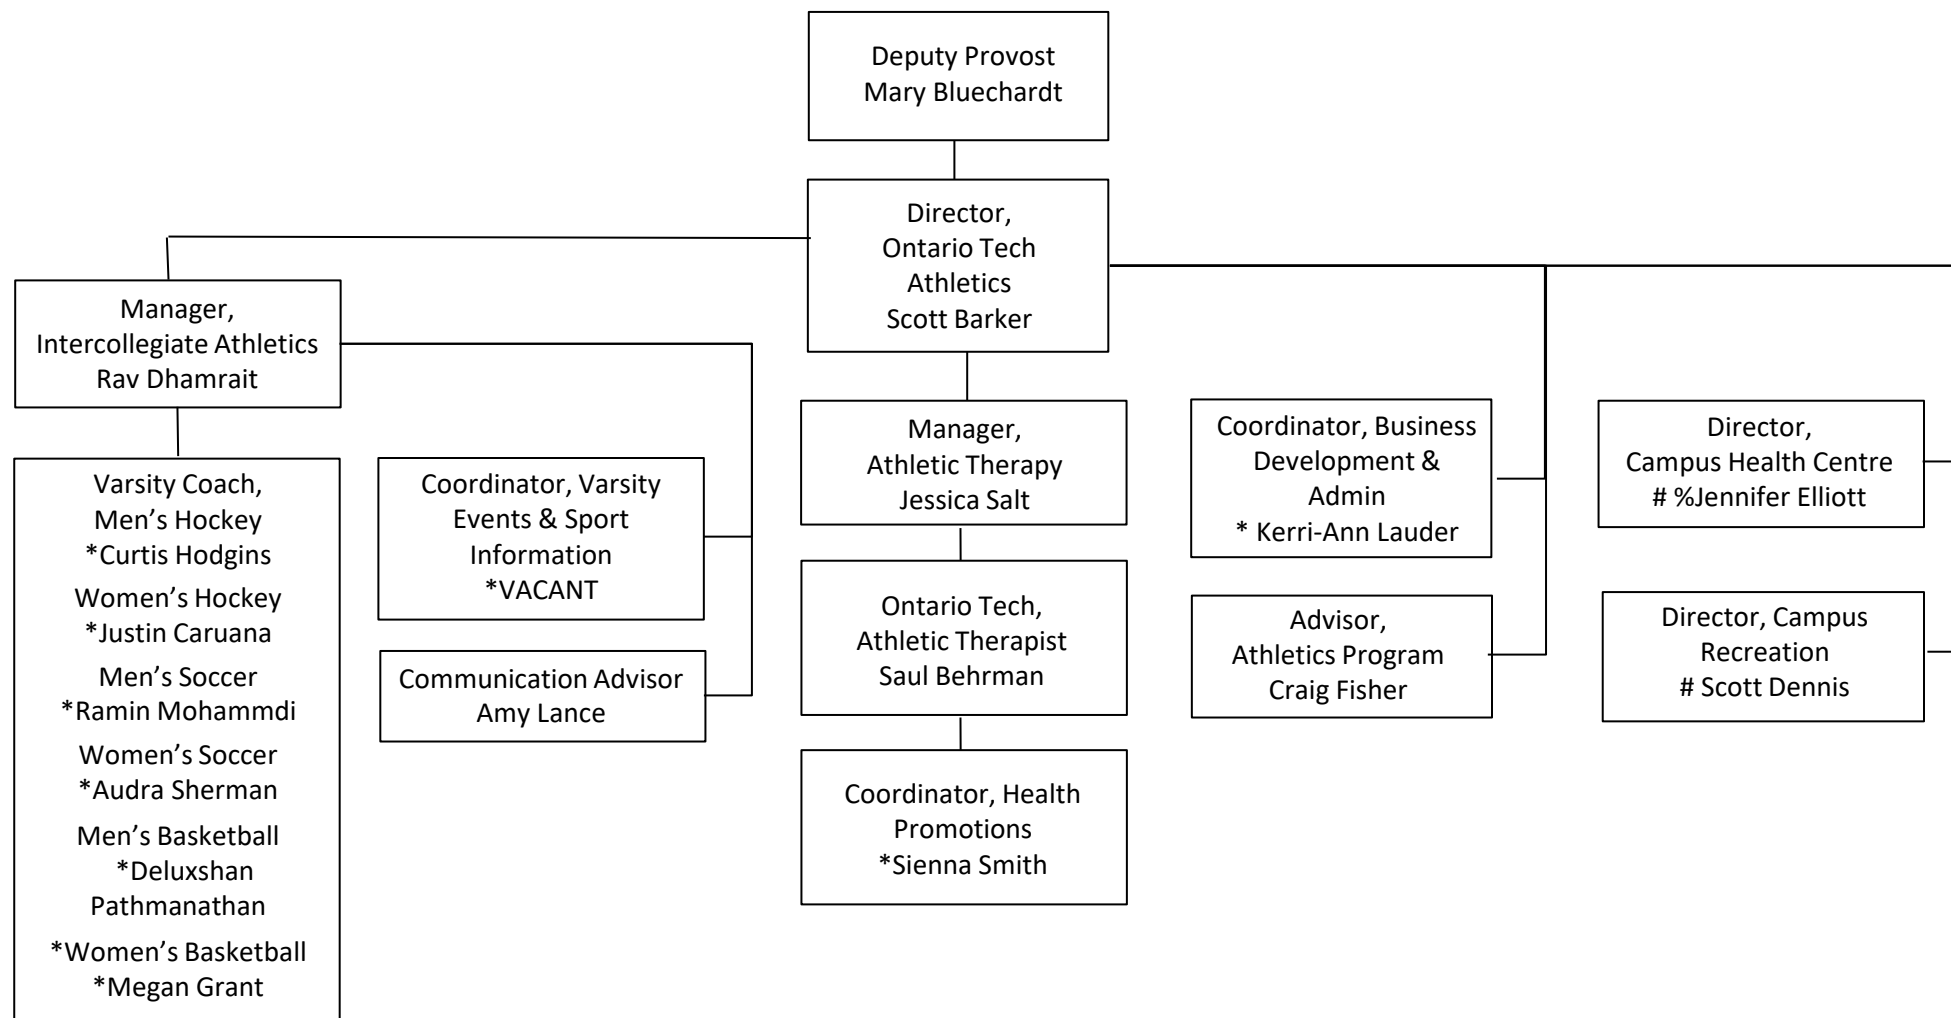 Deputy Provost
Mary Bluechardt
Director,
Ontario Tech
Athletics
Scott Barker
Manager,
Intercollegiate Athletics
Rav Dhamrait
Varsity Coach,
Men’s Hockey
*Curtis Hodgins
Women’s Hockey
*Justin Caruana
Men’s Soccer
*Ramin Mohammdi
Women’s Soccer
*Audra Sherman
Men’s Basketball
*Deluxshan
Pathmanathan
*Women’s Basketball
*Megan Grant
Coordinator, Varsity
Events & Sport
Information
*VACANT
Communication Advisor
Amy Lance
Manager,
Athletic Therapy
Jessica Salt
Ontario Tech,
Athletic Therapist
Saul Behrman
Coordinator, Health
Promotions
*Sienna Smith
Coordinator, Business
Development &
Admin
* Kerri-Ann Lauder
Advisor,
Athletics Program
Craig Fisher
Director,
Campus Health Centre
# %Jennifer Elliott
Director, Campus
Recreation
# Scott Dennis